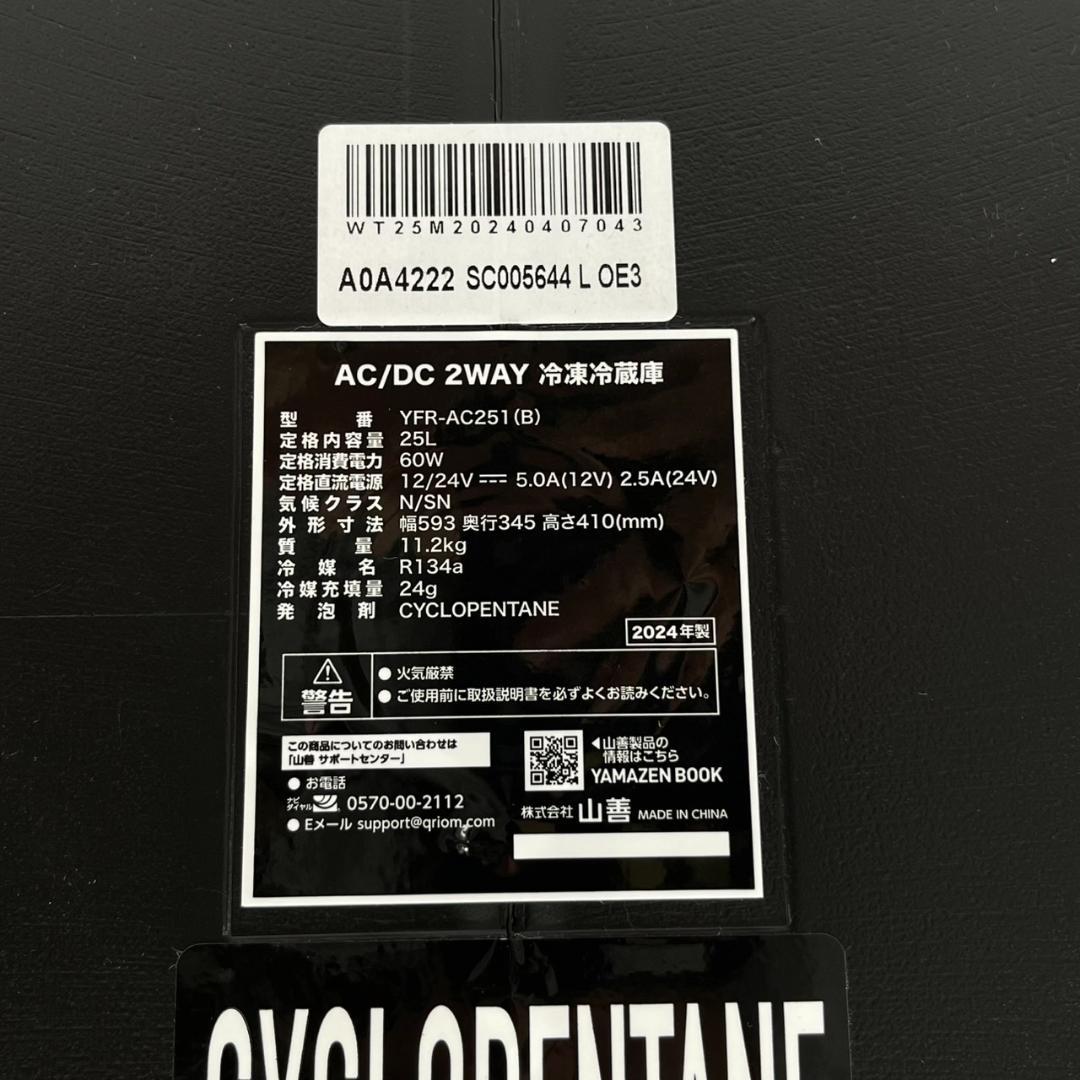 WT25M20240407043
A0A4222 SC005644 L OE3
AC/DC 2WAY 冷凍冷蔵庫
型番 YFR-AC251(B)
定格内容量 25L
定格消費電力 60W
定格直流電源 12/24V ⎓ 5.0A(12V) 2.5A(24V)
気候クラス N/SN
外形寸法 幅593 奥行345 高さ410(mm)
質量 11.2kg
冷媒名 R134a
冷媒充填量 24g
発泡剤 CYCLOPENTANE
2024年製
警告
●火気厳禁
●ご使用前に取扱説明書を必ずよくお読みください。
この商品についてのお問い合わせは
「山善 サポートセンター」
●お電話
ナビダイヤル 0570-00-2112
●Eメール support@qriom.com
◀山善製品の
情報はこちら
YAMAZEN BOOK
株式会社 山善 MADE IN CHINA
CYCLOPENTANE